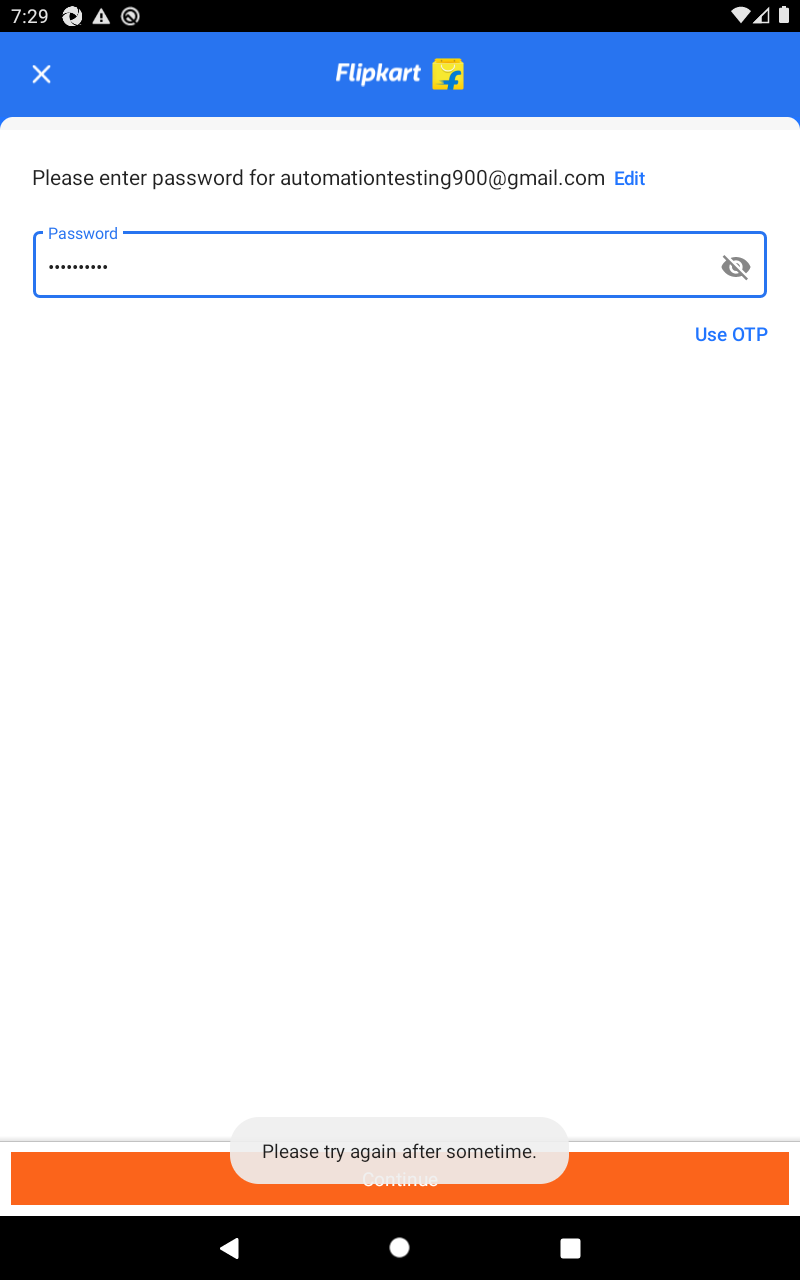 7:29
Flipkart
Please enter password for automationtesting900@gmail.com Edit
Password
••••••••••
Use OTP
Please try again after sometime.
Continue